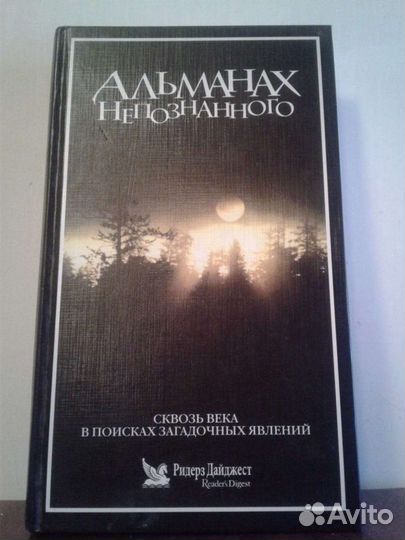 Альманах
Непознанного
СКВОЗЬ ВЕКА
В ПОИСКАХ ЗАГАДОЧНЫХ ЯВЛЕНИЙ
Ридерз Дайджест
Reader's Digest
Avito